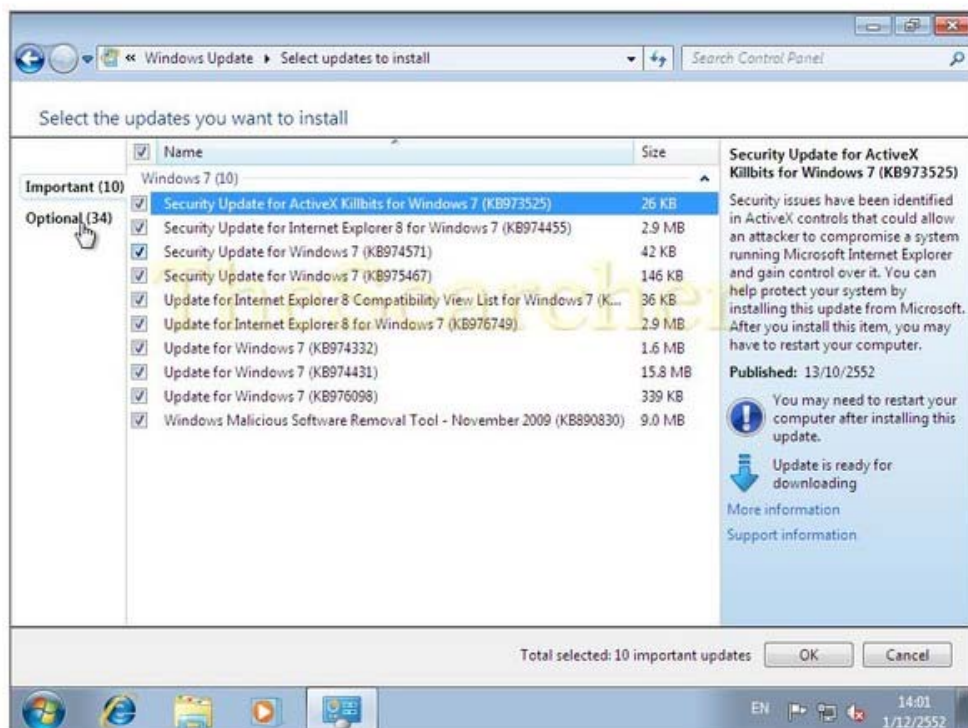 « Windows Update ▸ Select updates to install
Search Control Panel
Select the updates you want to install
Name Size
Important (10)
Optional (34)
Windows 7 (10)
Security Update for ActiveX Killbits for Windows 7 (KB973525) 26 KB
Security Update for Internet Explorer 8 for Windows 7 (KB974455) 2.9 MB
Security Update for Windows 7 (KB974571) 42 KB
Security Update for Windows 7 (KB975467) 146 KB
Update for Internet Explorer 8 Compatibility View List for Windows 7 (K... 36 KB
Update for Internet Explorer 8 for Windows 7 (KB976749) 2.9 MB
Update for Windows 7 (KB974332) 1.6 MB
Update for Windows 7 (KB974431) 15.8 MB
Update for Windows 7 (KB976098) 339 KB
Windows Malicious Software Removal Tool - November 2009 (KB890830) 9.0 MB
Security Update for ActiveX
Killbits for Windows 7 (KB973525)
Security issues have been identified
in ActiveX controls that could allow
an attacker to compromise a system
running Microsoft Internet Explorer
and gain control over it. You can
help protect your system by
installing this update from Microsoft.
After you install this item, you may
have to restart your computer.
Published: 13/10/2552
You may need to restart your
computer after installing this
update.
Update is ready for
downloading
More information
Support information
TheSearcher
Total selected: 10 important updates
OK
Cancel
EN
14:01
1/12/2552